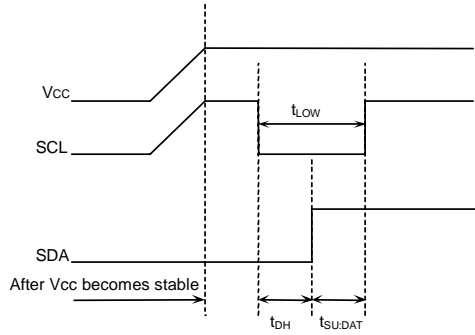 VCC
tLOW
SCL
SDA
After Vcc becomes stable
tDH
tSU:DAT